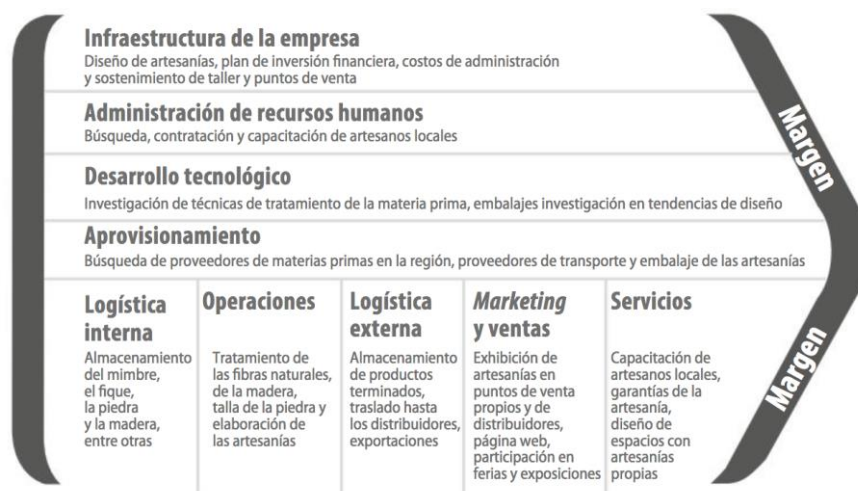 Infraestructura de la empresa
Diseño de artesanías, plan de inversión financiera, costos de administración
y sostenimiento de taller y puntos de venta
Administración de recursos humanos
Búsqueda, contratación y capacitación de artesanos locales
Desarrollo tecnológico
Investigación de técnicas de tratamiento de la materia prima, embalajes investigación en tendencias de diseño
Aprovisionamiento
Búsqueda de proveedores de materias primas en la región, proveedores de transporte y embalaje de las artesanías
Margen
Logística
interna
Almacenamiento
del mimbre,
el fique,
la piedra
y la madera,
entre otras
Operaciones
Tratamiento de
las fibras naturales,
de la madera,
talla de la piedra y
elaboración de
las artesanías
Logística
externa
Almacenamiento
de productos
terminados,
traslado hasta
los distribuidores,
exportaciones
Marketing
y ventas
Exhibición de
artesanías en
puntos de venta
propios y de
distribuidores,
página web,
participación en
ferias y exposiciones
Servicios
Capacitación de
artesanos locales,
garantías de la
artesanía,
diseño de
espacios con
artesanías
propias
Margen